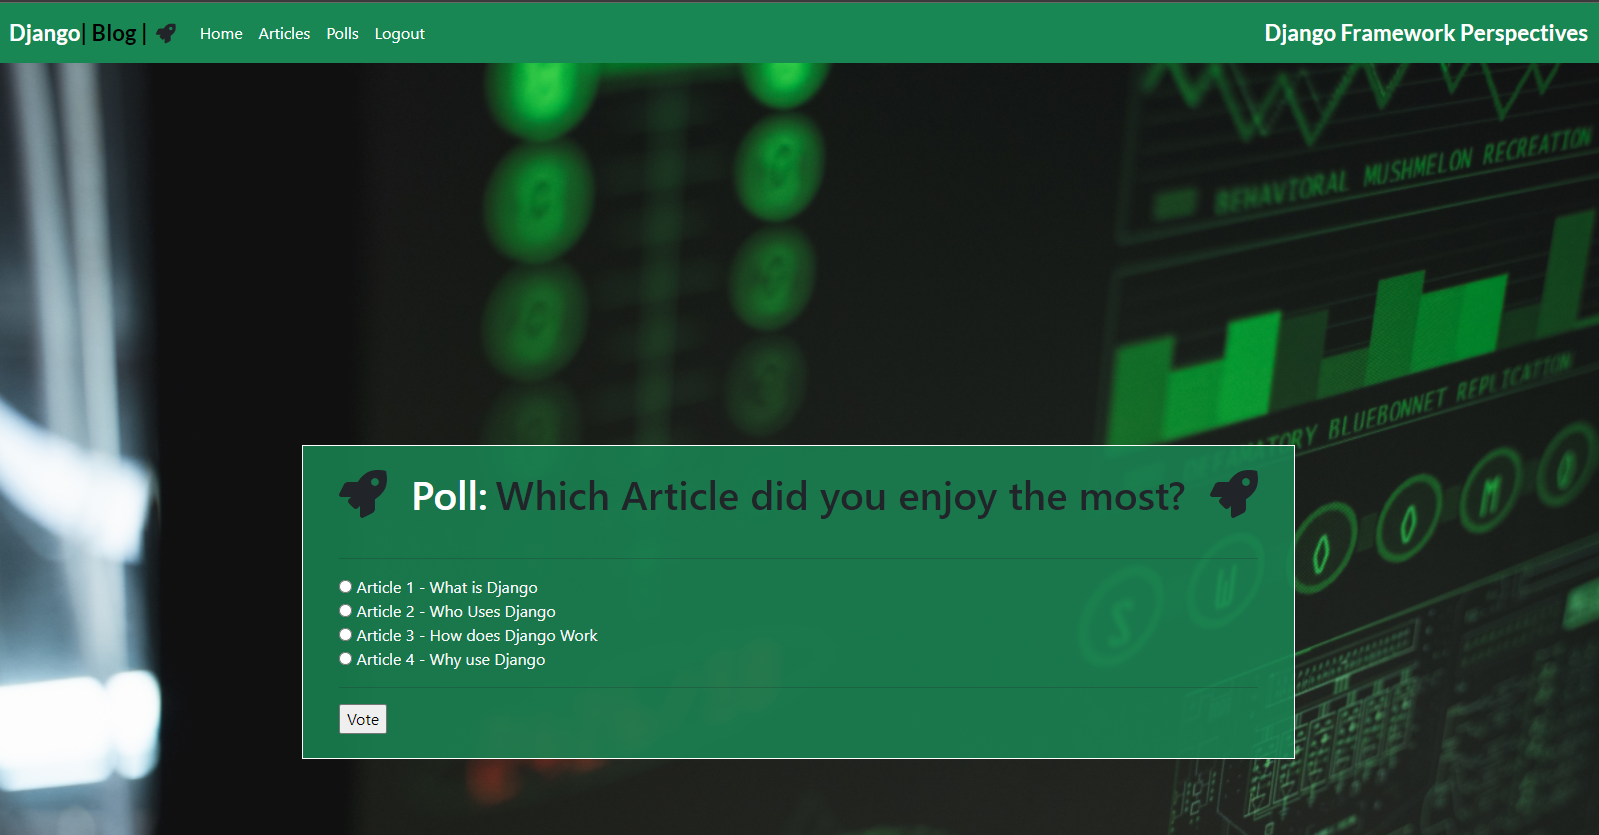 Django| Blog |
Home Articles Polls Logout
Django Framework Perspectives
BEHAVIORAL MUSHMELON RECREATION
DEFAMATORY BLUEBONNET REPLICATION
Poll: Which Article did you enjoy the most?
Article 1 - What is Django
Article 2 - Who Uses Django
Article 3 - How does Django Work
Article 4 - Why use Django
Vote